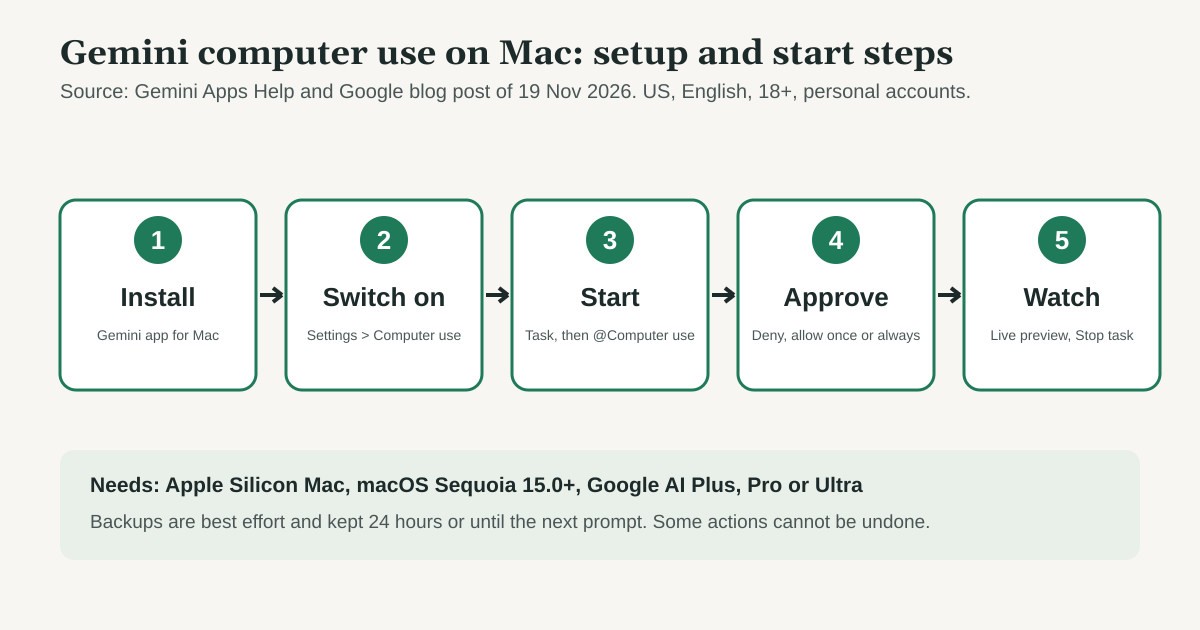 Gemini computer use on Mac: setup and start steps
Source: Gemini Apps Help and Google blog post of 19 Nov 2026. US, English, 18+, personal accounts.
1
Install
Gemini app for Mac
2
Switch on
Settings > Computer use
3
Start
Task, then @Computer use
4
Approve
Deny, allow once or always
5
Watch
Live preview, Stop task
Needs: Apple Silicon Mac, macOS Sequoia 15.0+, Google AI Plus, Pro or Ultra
Backups are best effort and kept 24 hours or until the next prompt. Some actions cannot be undone.